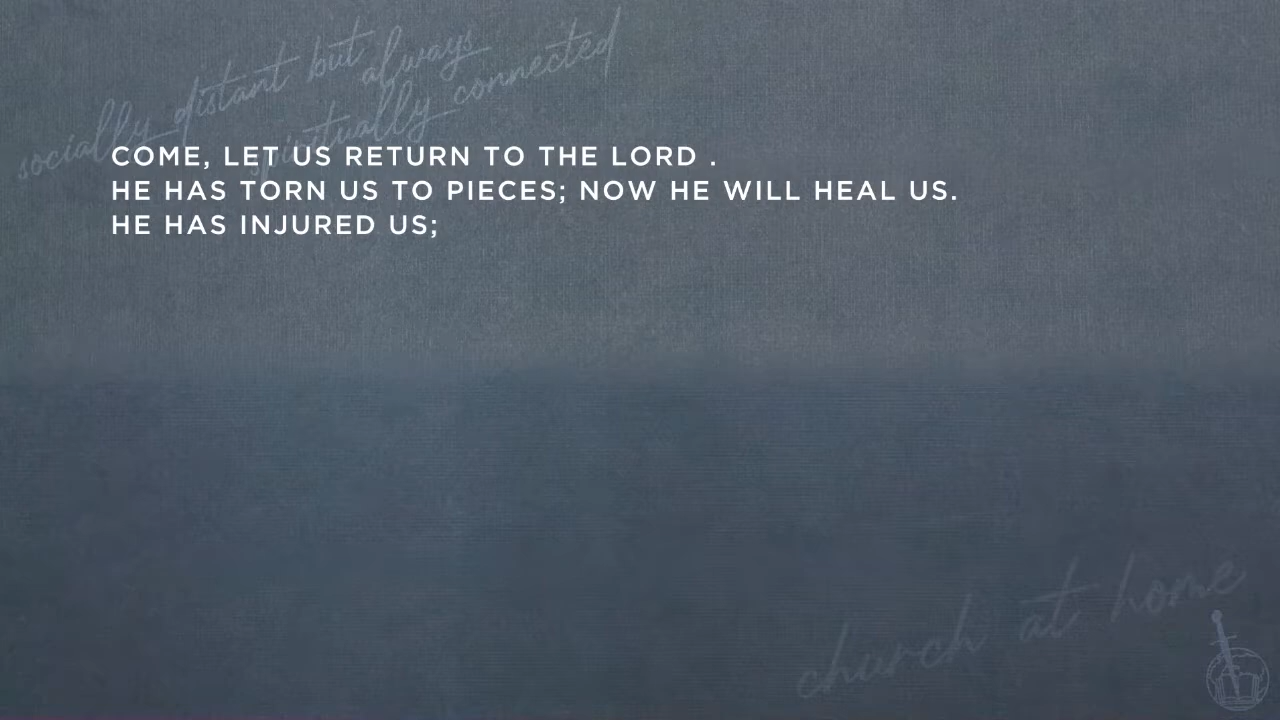 socially distant but always
spiritually connected
COME, LET US RETURN TO THE LORD .
HE HAS TORN US TO PIECES; NOW HE WILL HEAL US.
HE HAS INJURED US;
church at home